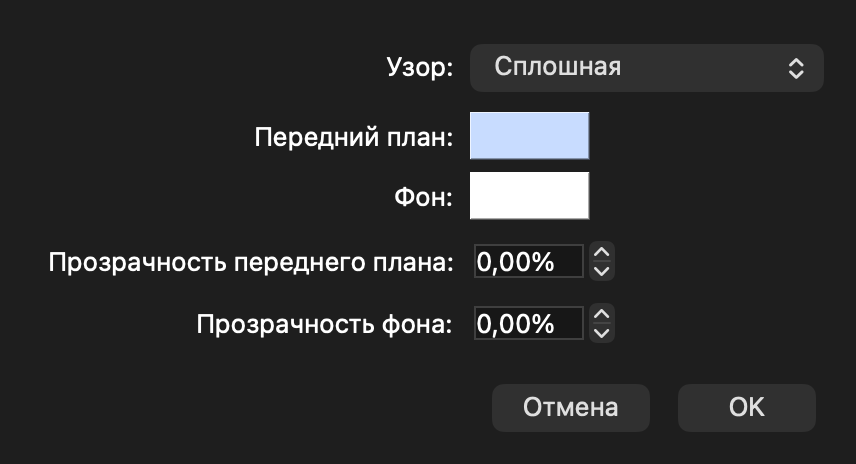 Узор: Сплошная
Передний план:
Фон:
Прозрачность переднего плана: 0,00%
Прозрачность фона: 0,00%
Отмена OK